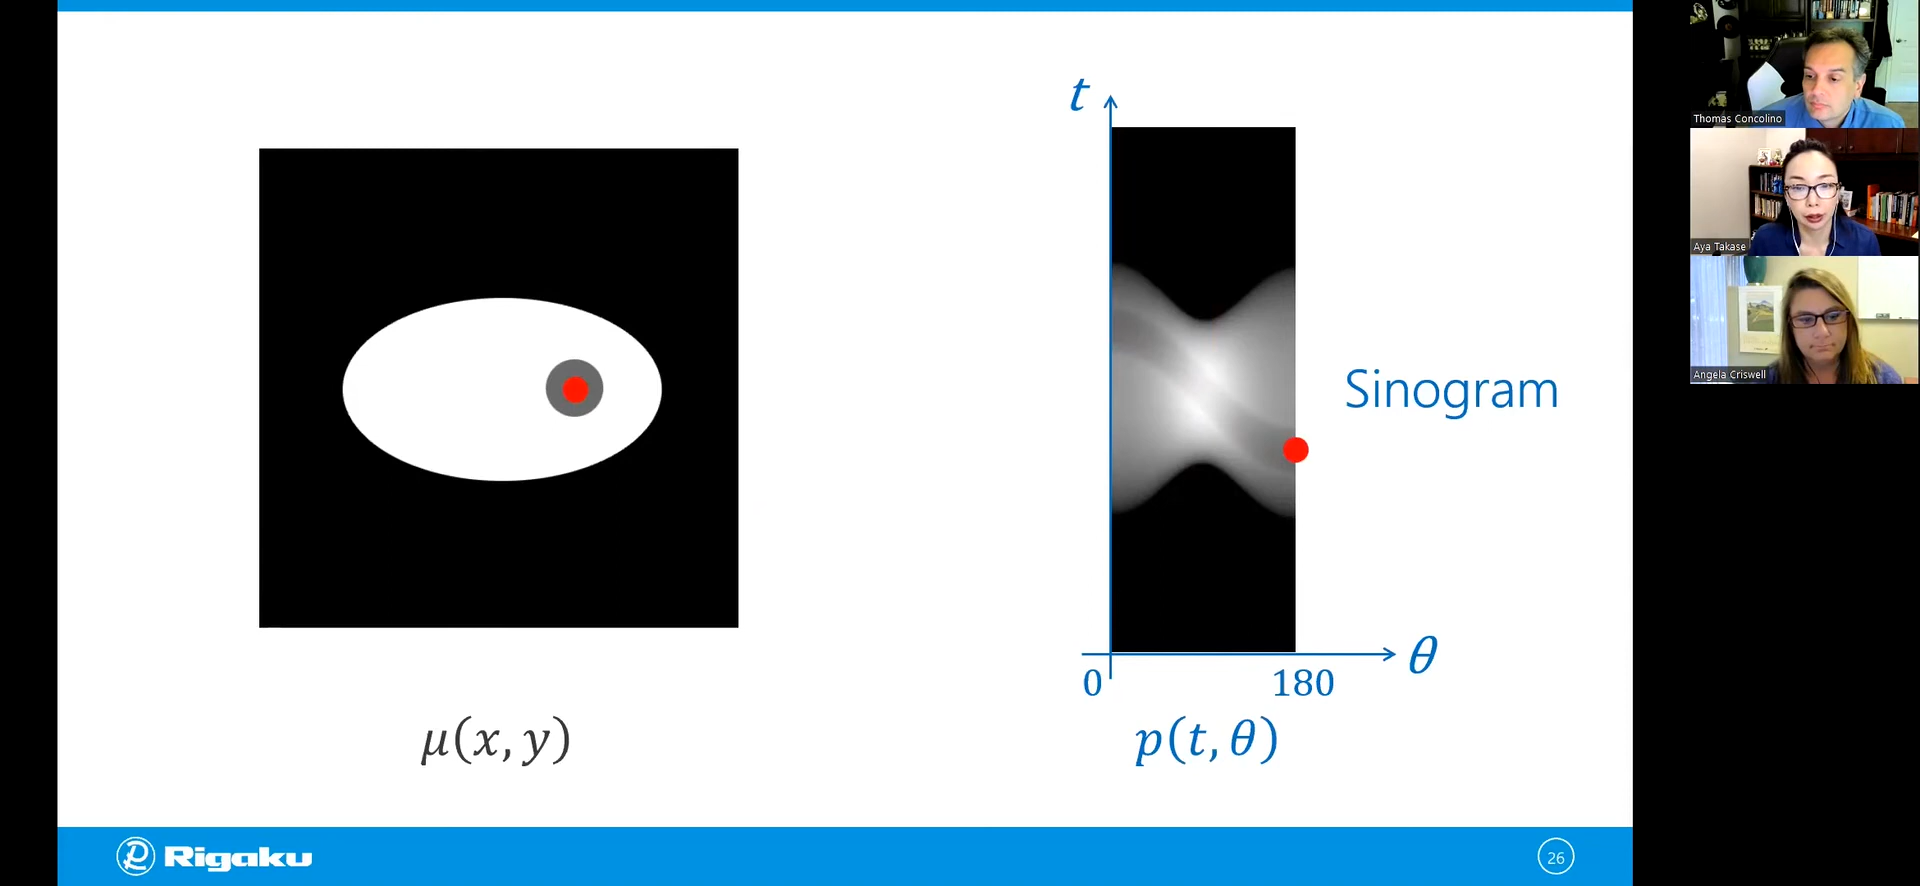 t
Sinogram
θ
0
180
μ(x, y)
p(t, θ)
Rigaku
26
Thomas Concolino
Aya Takase
Angela Criswell